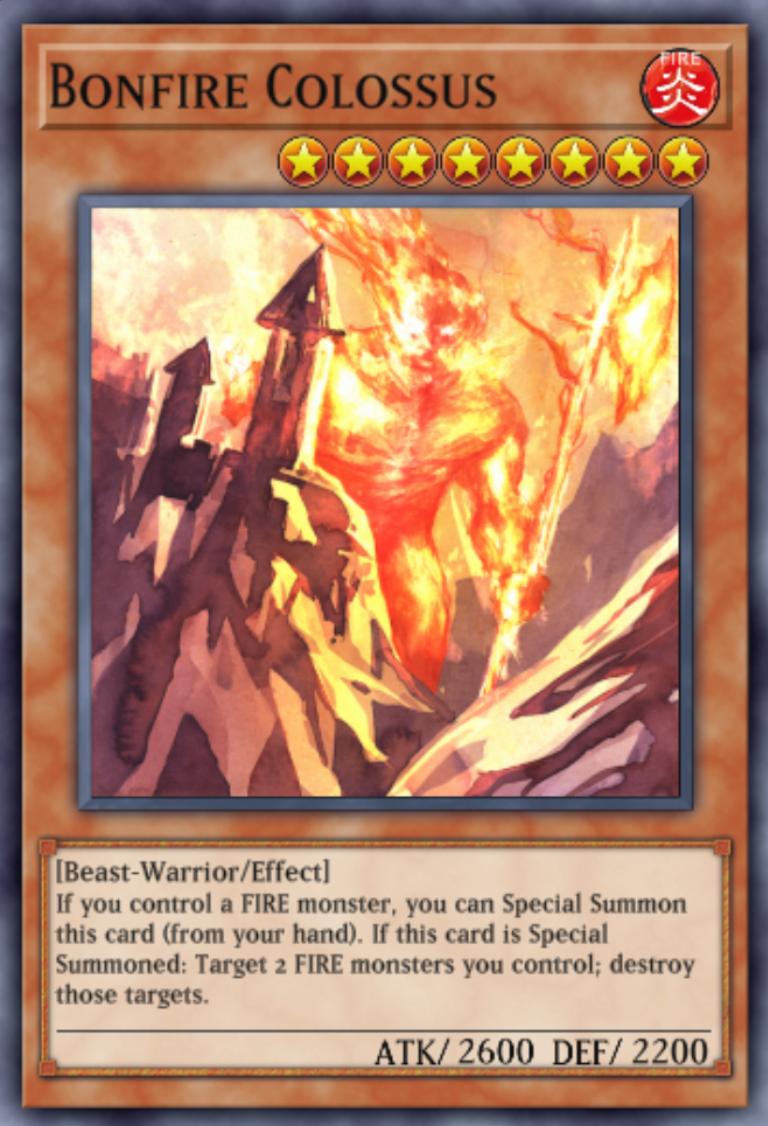 BONFIRE COLOSSUS
FIRE
炎
[Beast-Warrior/Effect]
If you control a FIRE monster, you can Special Summon
this card (from your hand). If this card is Special
Summoned: Target 2 FIRE monsters you control; destroy
those targets.
ATK/ 2600 DEF/ 2200